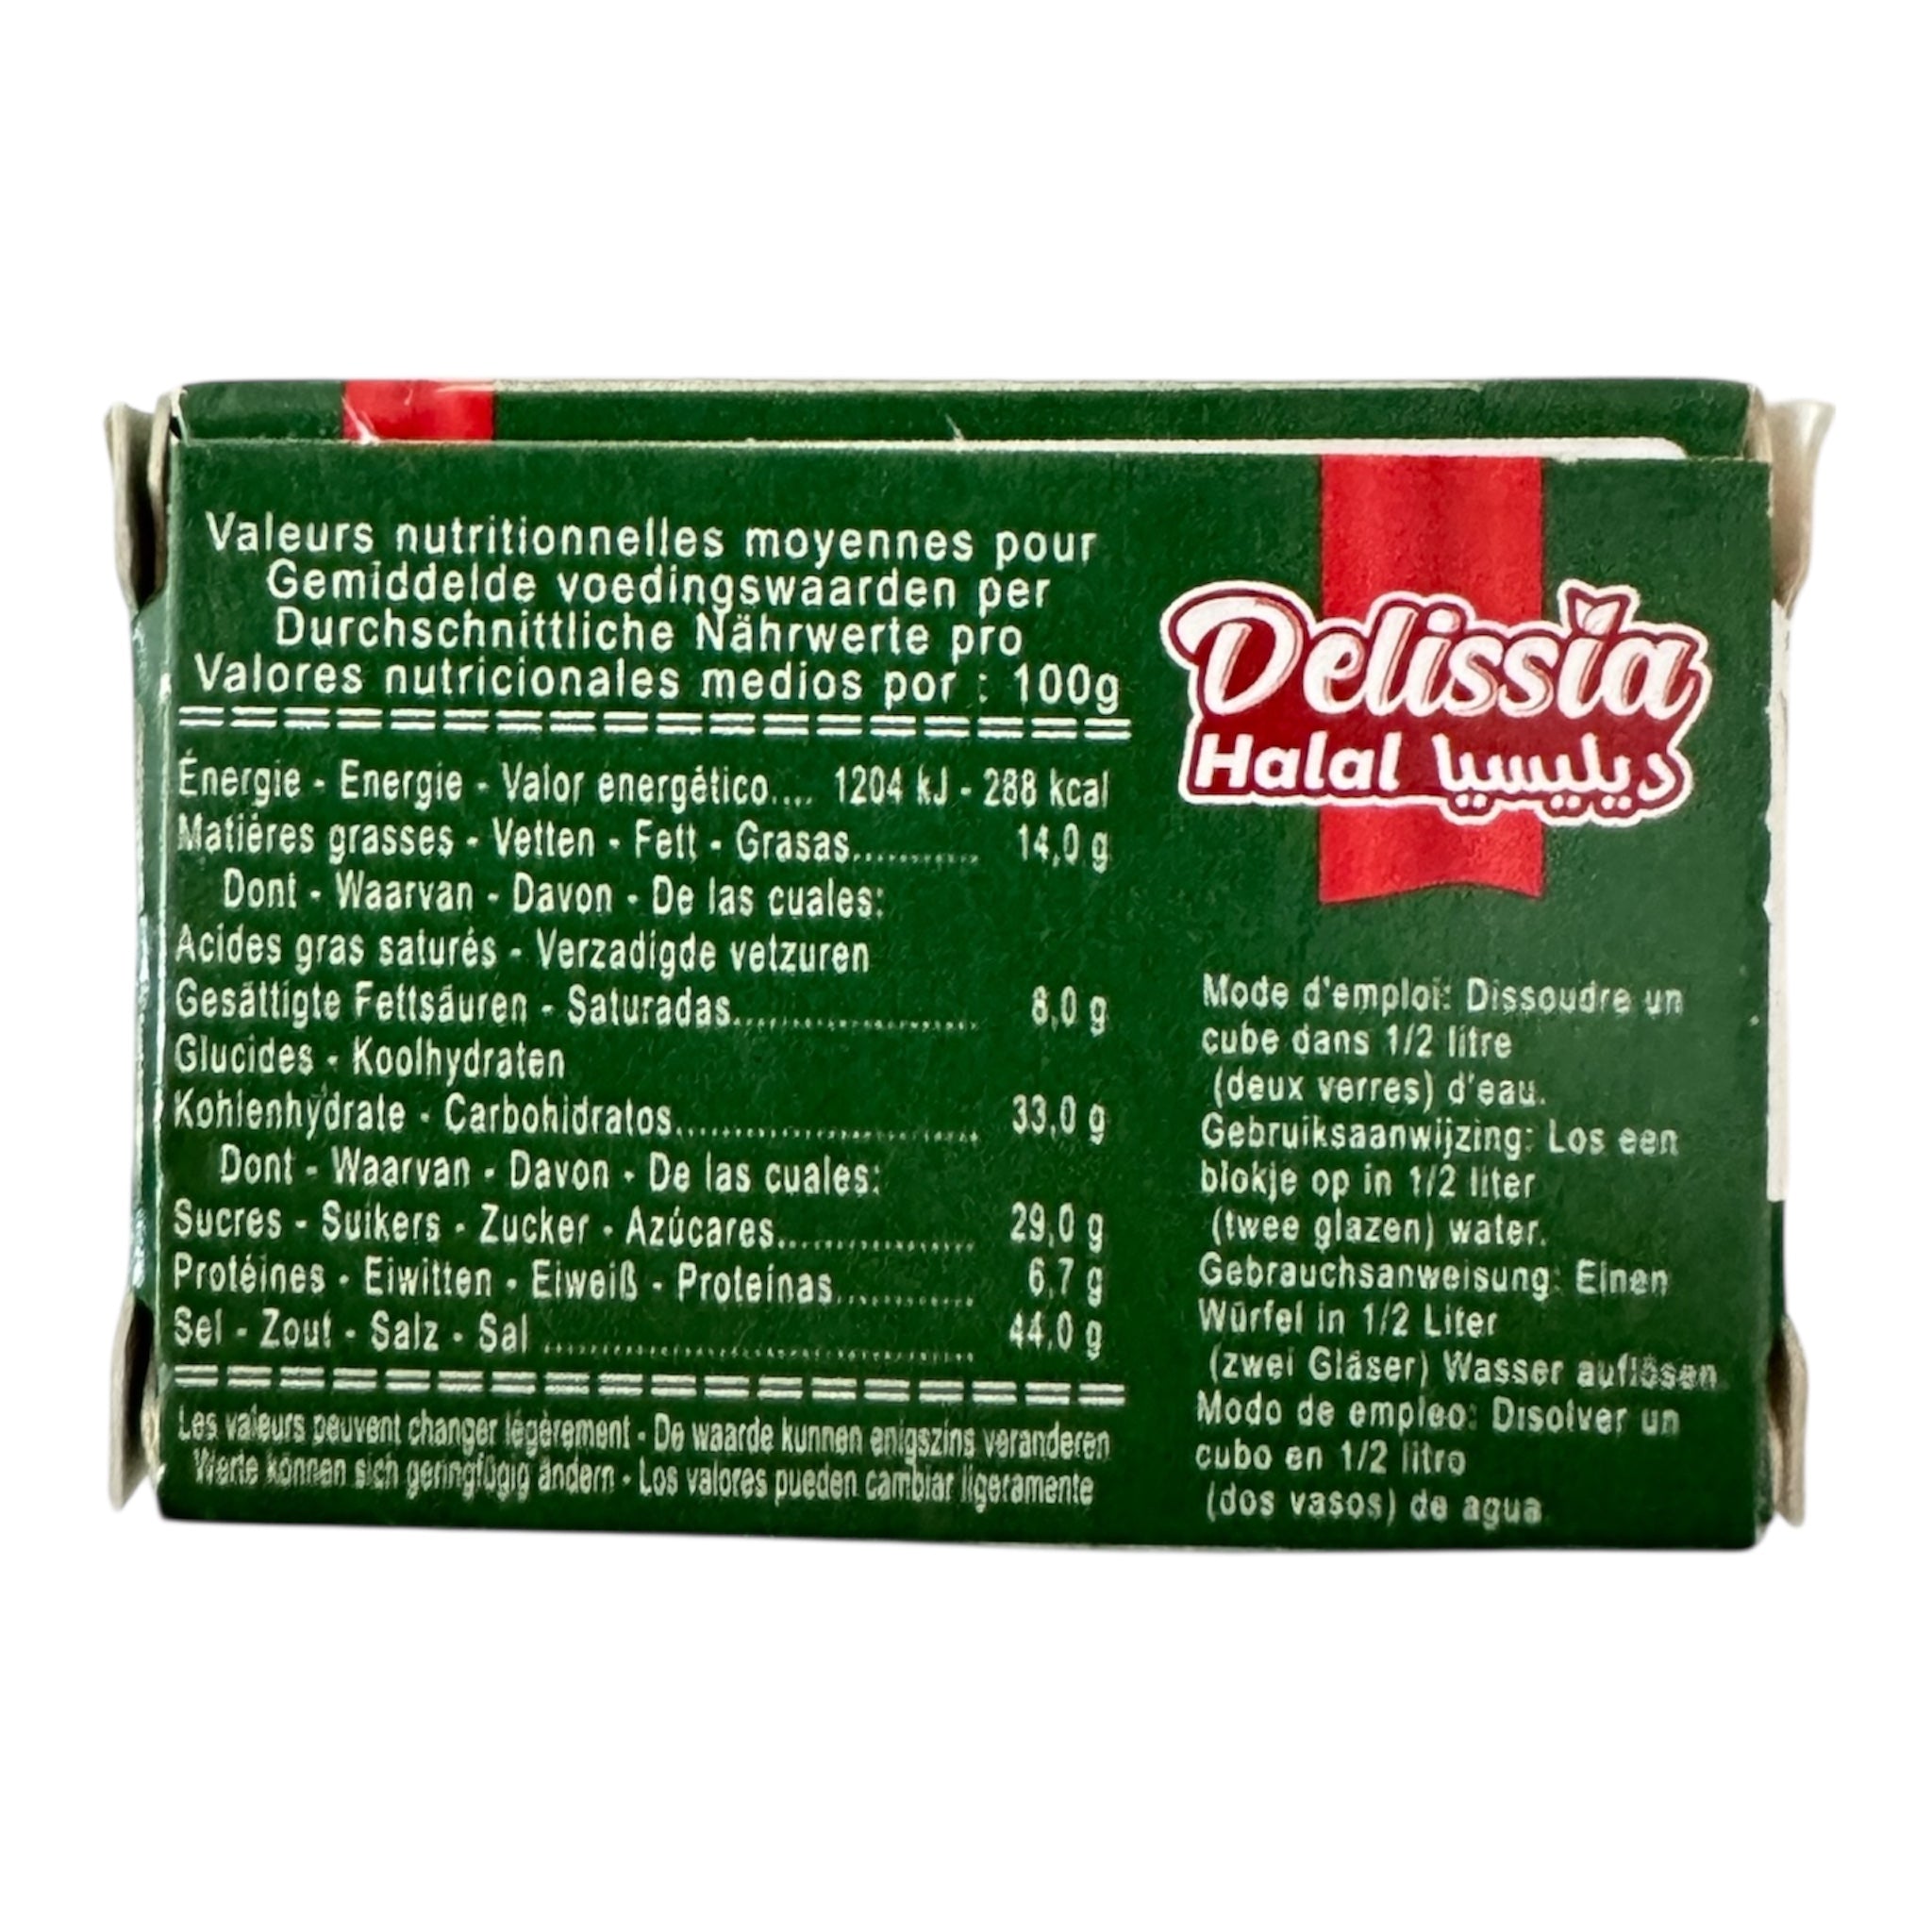 Valeurs nutritionnelles moyennes pour
Gemiddelde voedingswaarden per
Durchschnittliche Nährwerte pro
Valores nutricionales medios por : 100g
Énergie - Energie - Valor energético.... 1204 kJ - 288 kcal
Matières grasses - Vetten - Fett - Grasas............ 14,0 g
Dont - Waarvan - Davon - De las cuales:
Acides gras saturés - Verzadigde vetzuren
Gesättigte Fettsäuren - Saturadas........................ 8,0 g
Glucides - Koolhydraten
Kohlenhydrate - Carbohidratos............................. 33,0 g
Dont - Waarvan - Davon - De las cuales:
Sucres - Suikers - Zucker - Azúcares.................. 29,0 g
Protéines - Eiwitten - Eiweiß - Proteínas............. 6,7 g
Sel - Zout - Salz - Sal .......................................... 44,0 g
Les valeurs peuvent changer légèrement - De waarde kunnen enigszins veranderen
Werte können sich geringfügig ändern - Los valores pueden cambiar ligeramente
Delissia
Halal ديليسيا
Mode d'emploi: Dissoudre un
cube dans 1/2 litre
(deux verres) d'eau.
Gebruiksaanwijzing: Los een
blokje op in 1/2 liter
(twee glazen) water.
Gebrauchsanweisung: Einen
Würfel in 1/2 Liter
(zwei Gläser) Wasser auflösen
Modo de empleo: Disolver un
cubo en 1/2 litro
(dos vasos) de agua